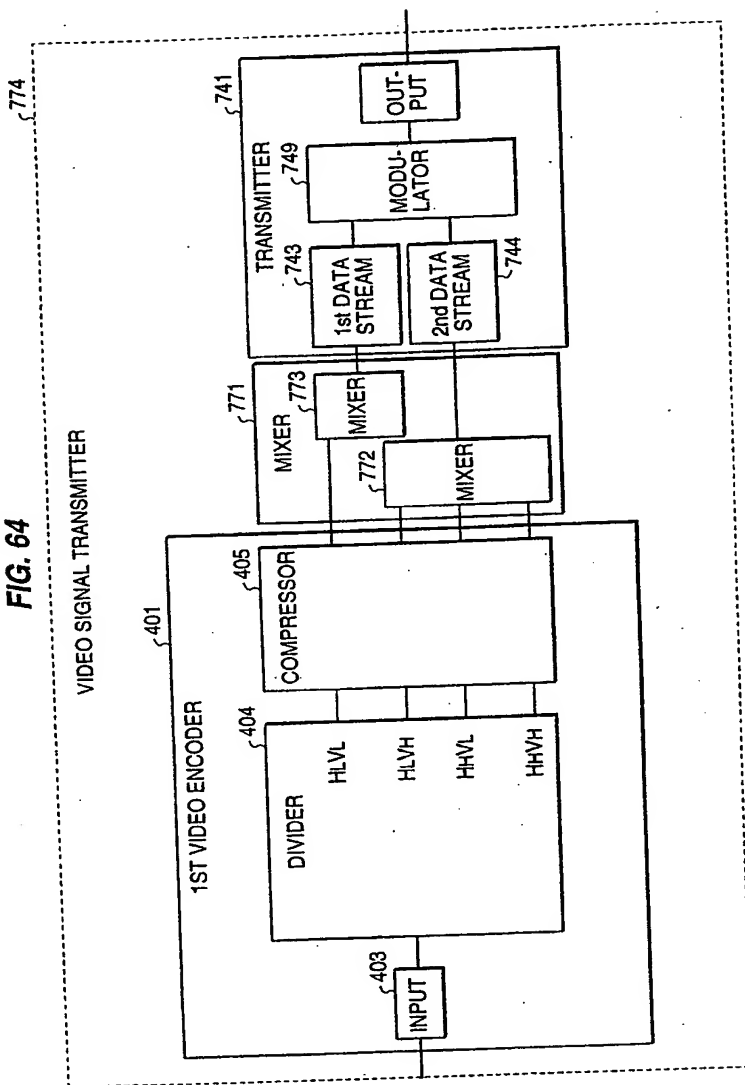 FIG. 64
VIDEO SIGNAL TRANSMITTER
774
401
1ST VIDEO ENCODER
403
INPUT
404
DIVIDER
HLVL
HLVH
HHVL
HHVH
405
COMPRESSOR
771
MIXER
772
MIXER
773
MIXER
741
TRANSMITTER
743
1st DATA
STREAM
2nd DATA
STREAM
744
749
MODU-
LATOR
OUT-
PUT